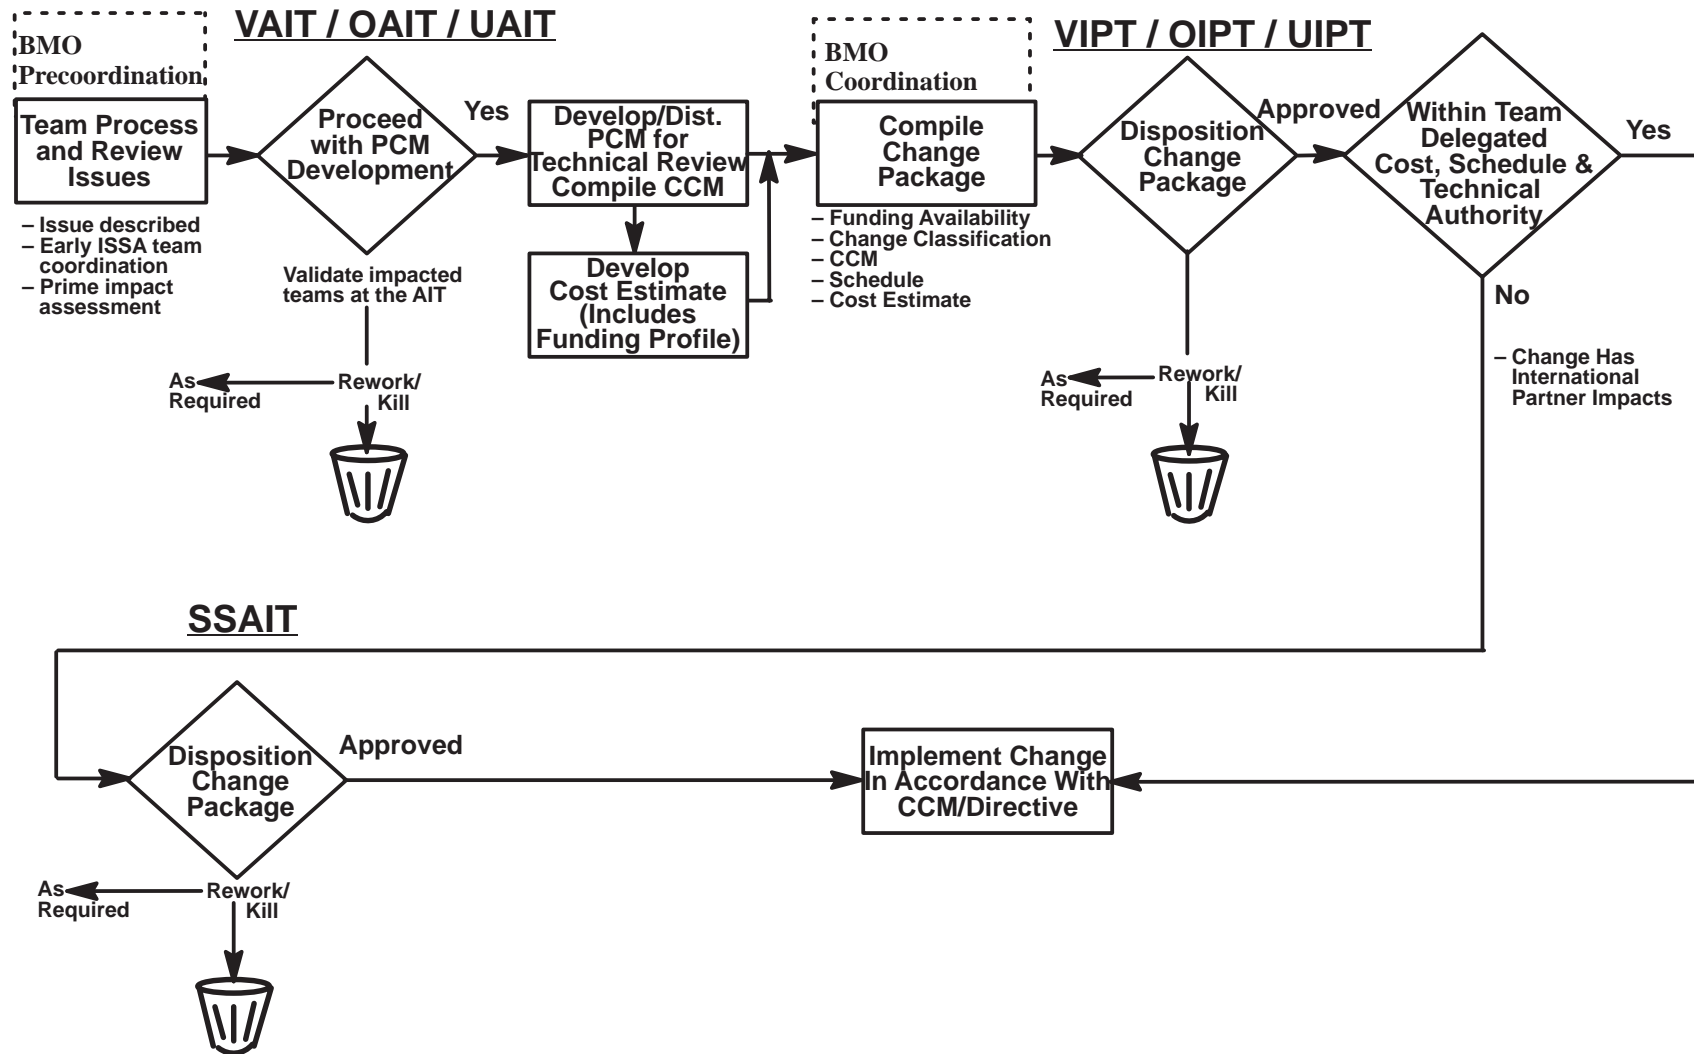 VAIT / OAIT / UAIT
BMO
Precoordination
Team Process
and Review
Issues
– Issue described
– Early ISSA team
coordination
– Prime impact
assessment
Proceed
with PCM
Development
Yes
Validate impacted
teams at the AIT
As
Required
Rework/
Kill
Develop/Dist.
PCM for
Technical Review
Compile CCM
Develop
Cost Estimate
(Includes
Funding Profile)
BMO
Coordination
Compile
Change
Package
– Funding Availability
– Change Classification
– CCM
– Schedule
– Cost Estimate
VIPT / OIPT / UIPT
Disposition
Change
Package
Approved
As
Required
Rework/
Kill
Within Team
Delegated
Cost, Schedule &
Technical
Authority
Yes
No
– Change Has
International
Partner Impacts
SSAIT
Disposition
Change
Package
Approved
As
Required
Rework/
Kill
Implement Change
In Accordance With
CCM/Directive